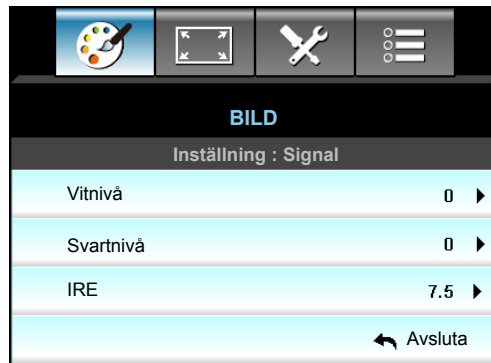 BILD
Inställning : Signal
Vitnivå 0
Svartnivå 0
IRE 7.5
Avsluta